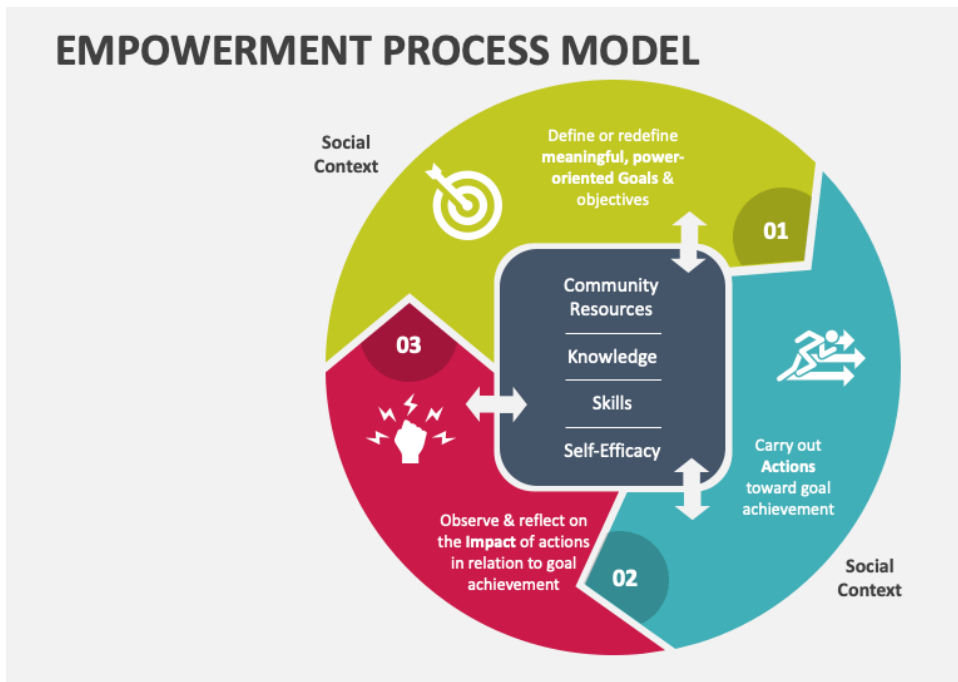 EMPOWERMENT PROCESS MODEL
Social
Context
Define or redefine
meaningful, power-
oriented Goals &
objectives
01
Community
Resources
Knowledge
Skills
Self-Efficacy
Carry out
Actions
toward goal
achievement
02
Observe & reflect on
the Impact of actions
in relation to goal
achievement
03
Social
Context